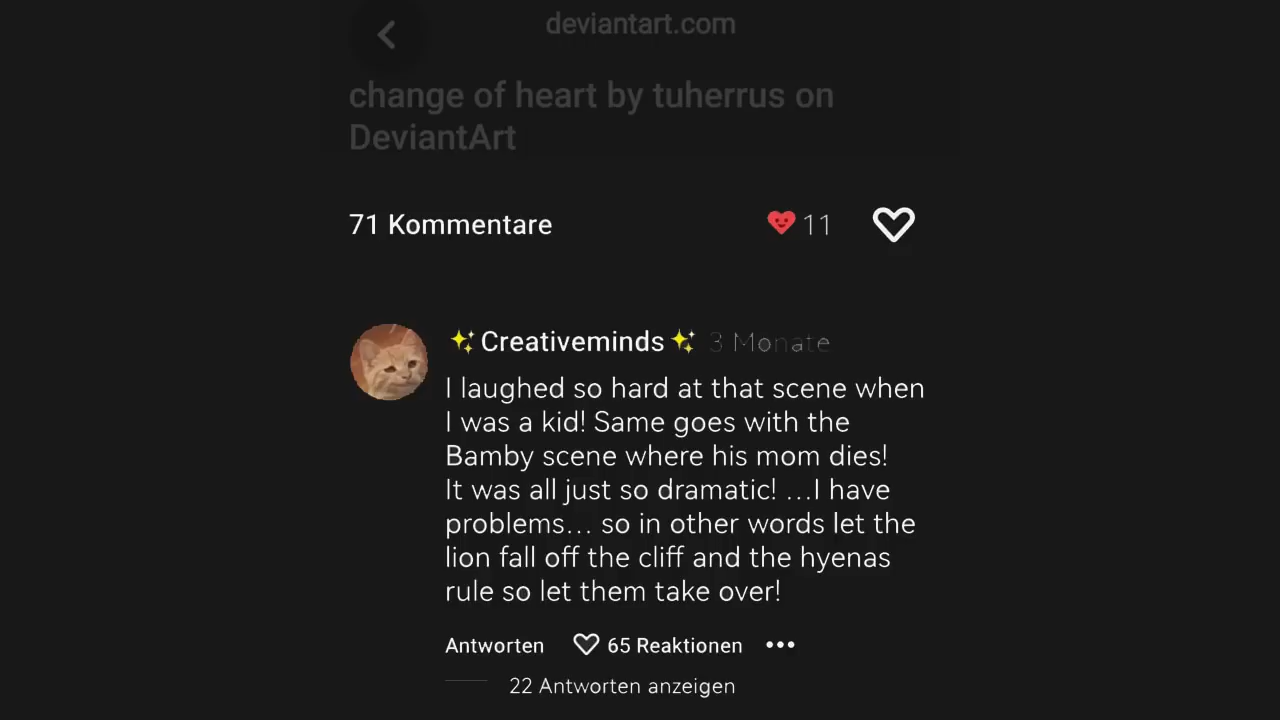 deviantart.com
change of heart by tuherrus on
DeviantArt
71 Kommentare
11
Creativeminds 3 Monate
I laughed so hard at that scene when
I was a kid! Same goes with the
Bamby scene where his mom dies!
It was all just so dramatic! ...I have
problems... so in other words let the
lion fall off the cliff and the hyenas
rule so let them take over!
Antworten 65 Reaktionen
22 Antworten anzeigen